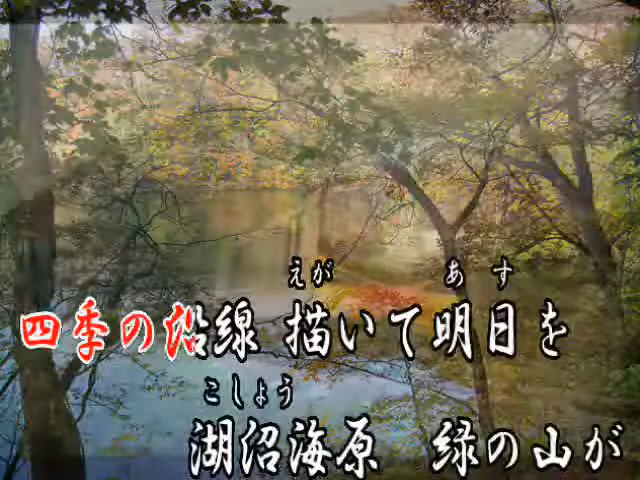 えが あす
四季の沿線 描いて明日を
こしょう
湖沼海原 緑の山が